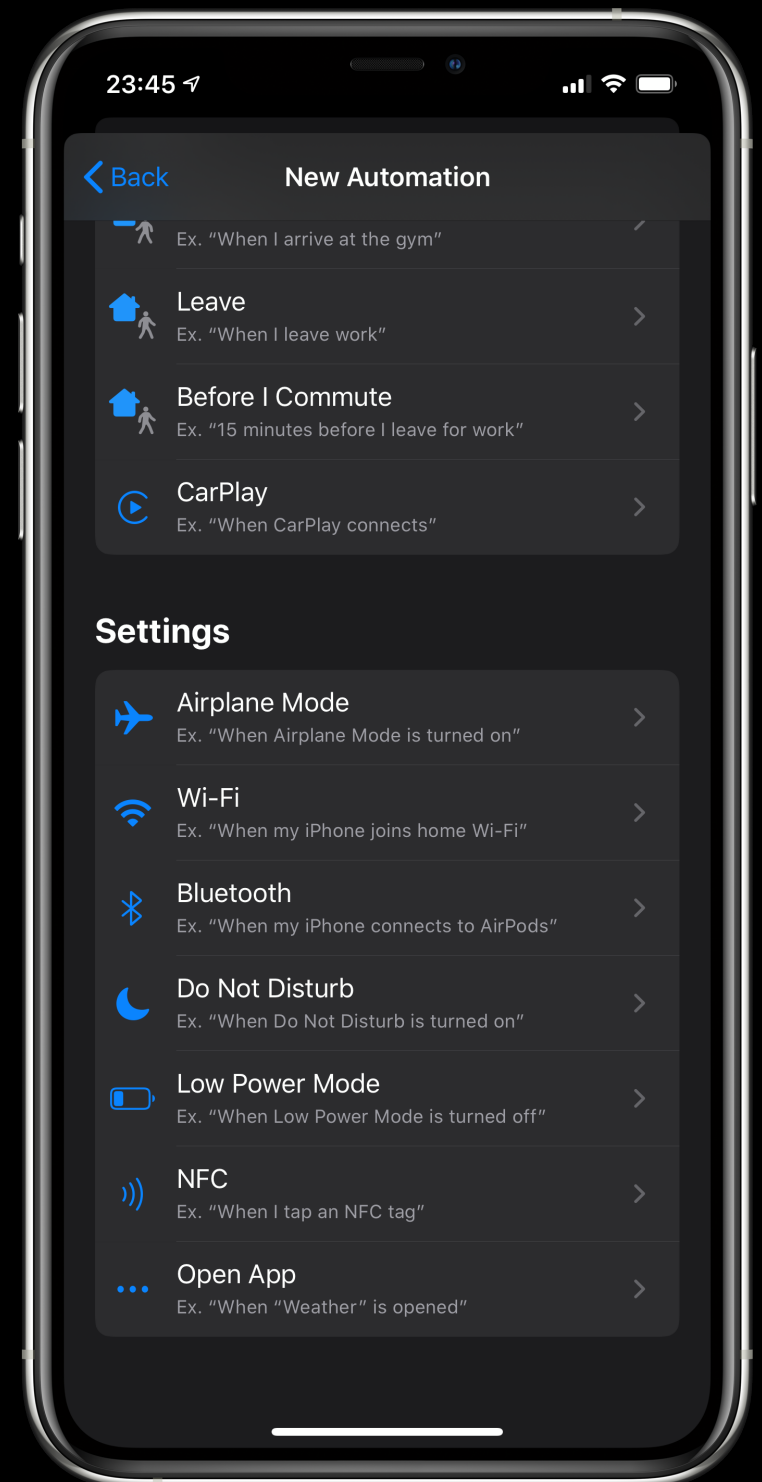 23:45
Back
New Automation
Ex. “When I arrive at the gym”
Leave
Ex. “When I leave work”
Before I Commute
Ex. “15 minutes before I leave for work”
CarPlay
Ex. “When CarPlay connects”
Settings
Airplane Mode
Ex. “When Airplane Mode is turned on”
Wi-Fi
Ex. “When my iPhone joins home Wi-Fi”
Bluetooth
Ex. “When my iPhone connects to AirPods”
Do Not Disturb
Ex. “When Do Not Disturb is turned on”
Low Power Mode
Ex. “When Low Power Mode is turned off”
NFC
Ex. “When I tap an NFC tag”
Open App
Ex. “When “Weather” is opened”